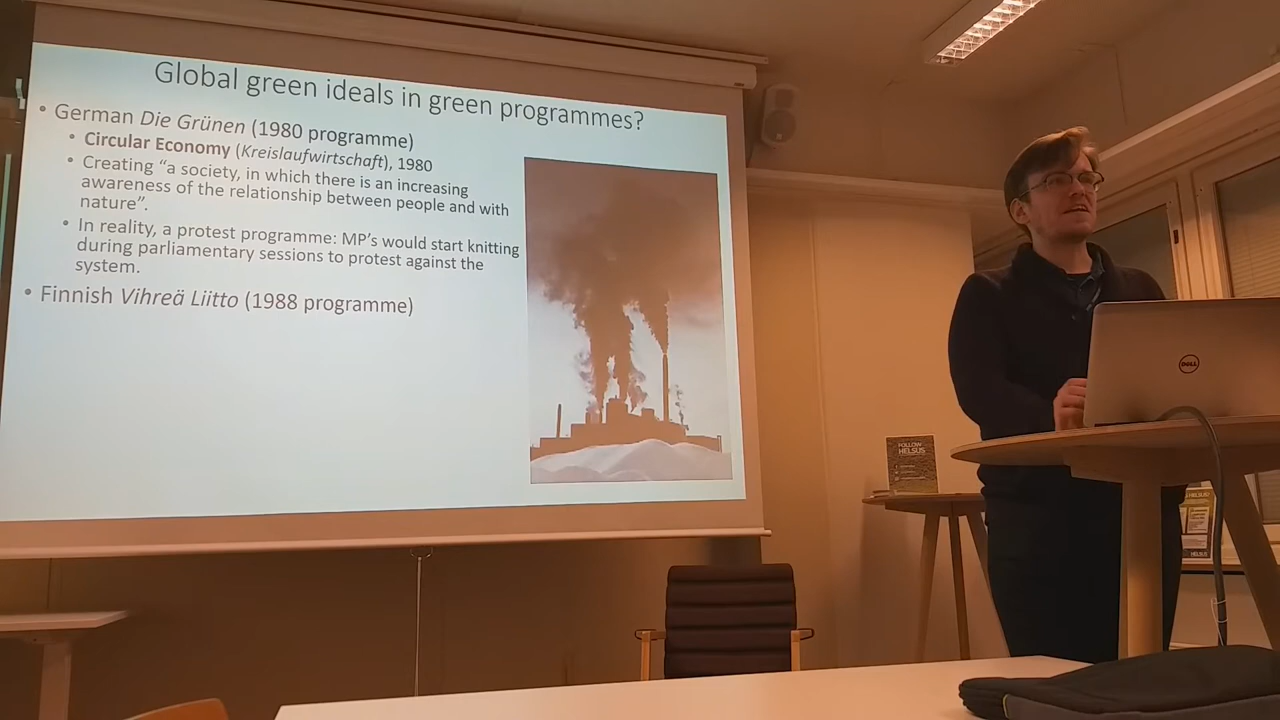 Global green ideals in green programmes?
• German Die Grünen (1980 programme)
• Circular Economy (Kreislaufwirtschaft), 1980
• Creating “a society, in which there is an increasing
awareness of the relationship between people and with
nature”.
• In reality, a protest programme: MP’s would start knitting
during parliamentary sessions to protest against the
system.
• Finnish Vihreä Liitto (1988 programme)
DELL
FOLLOW
HELSUS
HELSUS